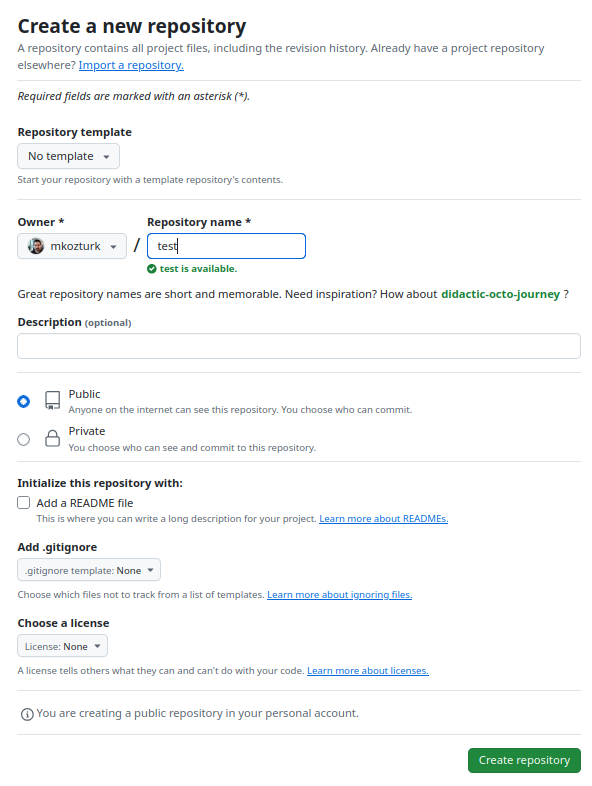 Create a new repository
A repository contains all project files, including the revision history. Already have a project repository
elsewhere? Import a repository.
Required fields are marked with an asterisk (*).
Repository template
No template
Start your repository with a template repository's contents.
Owner * Repository name *
mkozturk / test
test is available.
Great repository names are short and memorable. Need inspiration? How about didactic-octo-journey ?
Description (optional)
Public
Anyone on the internet can see this repository. You choose who can commit.
Private
You choose who can see and commit to this repository.
Initialize this repository with:
Add a README file
This is where you can write a long description for your project. Learn more about READMEs.
Add .gitignore
.gitignore template: None
Choose which files not to track from a list of templates. Learn more about ignoring files.
Choose a license
License: None
A license tells others what they can and can't do with your code. Learn more about licenses.
You are creating a public repository in your personal account.
Create repository